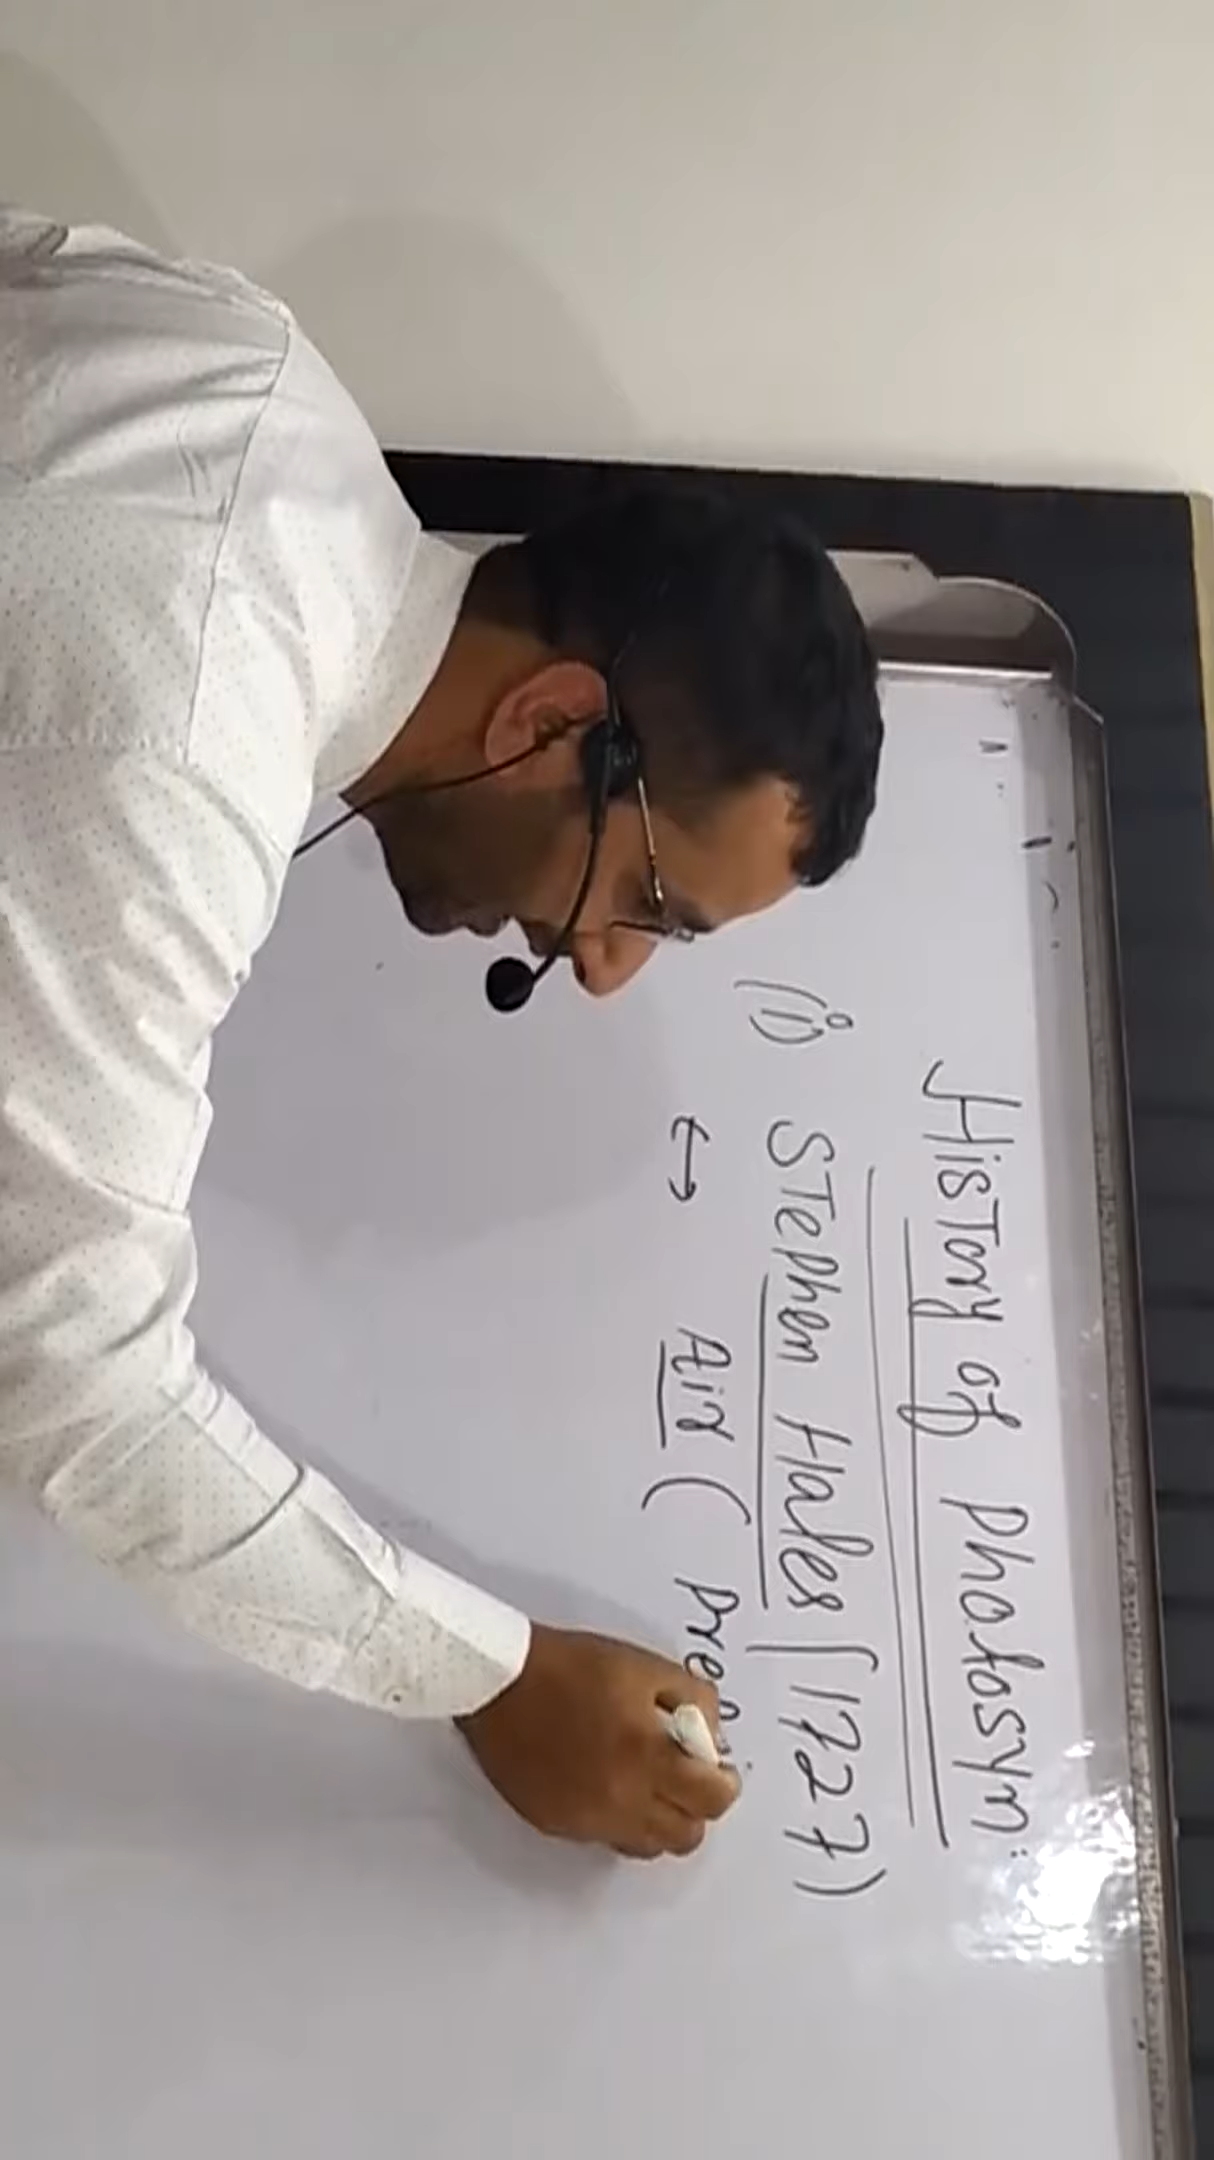 History of Photosyn:
(i) Stephen Hales (1727)
↔ Air (